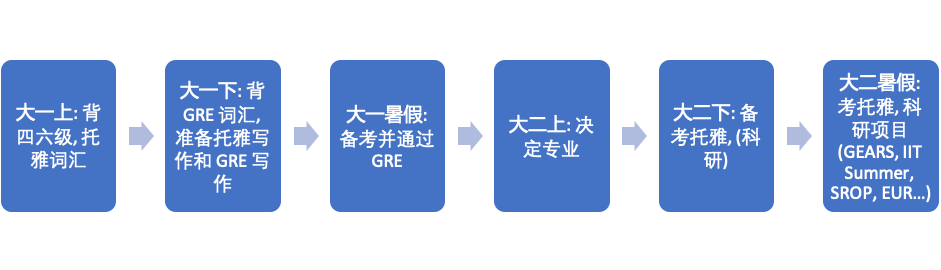 大一上: 背
四六级, 托
雅词汇
大一下: 背
GRE 词汇,
准备托雅写
作和 GRE 写
作
大一暑假:
备考并通过
GRE
大二上: 决
定专业
大二下: 备
考托雅, (科
研)
大二暑假:
考托雅, 科
研项目
(GEARS, IIT
Summer,
SROP, EUR...)